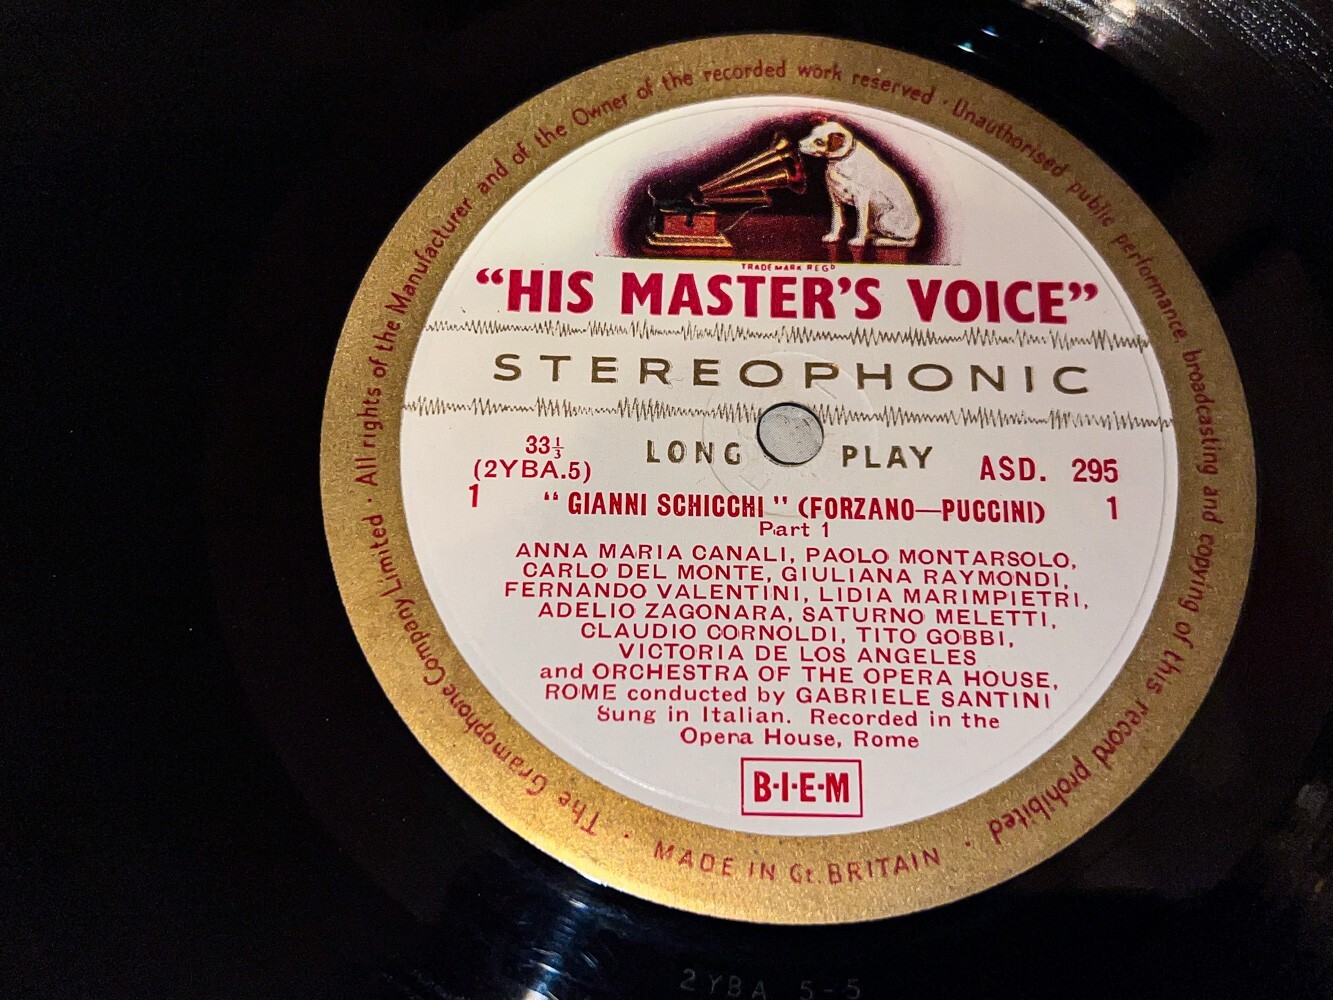 The Gramophone Company Limited · All rights of the Manufacturer and of the Owner of the recorded work reserved · Unauthorised public performance, broadcasting and copying of this record prohibited ·
TRADE MARK REGD
“HIS MASTER'S VOICE”
STEREOPHONIC
33⅓ LONG PLAY ASD. 295
(2YBA.5)
1 “GIANNI SCHICCHI” (FORZANO—PUCCINI) 1
Part 1
ANNA MARIA CANALI, PAOLO MONTARSOLO,
CARLO DEL MONTE, GIULIANA RAYMONDI,
FERNANDO VALENTINI, LIDIA MARIMPIETRI,
ADELIO ZAGONARA, SATURNO MELETTI,
CLAUDIO CORNOLDI, TITO GOBBI,
VICTORIA DE LOS ANGELES
and ORCHESTRA OF THE OPERA HOUSE,
ROME conducted by GABRIELE SANTINI
Sung in Italian. Recorded in the
Opera House, Rome
B·I·E·M
MADE IN Gt. BRITAIN
2YBA 5-5